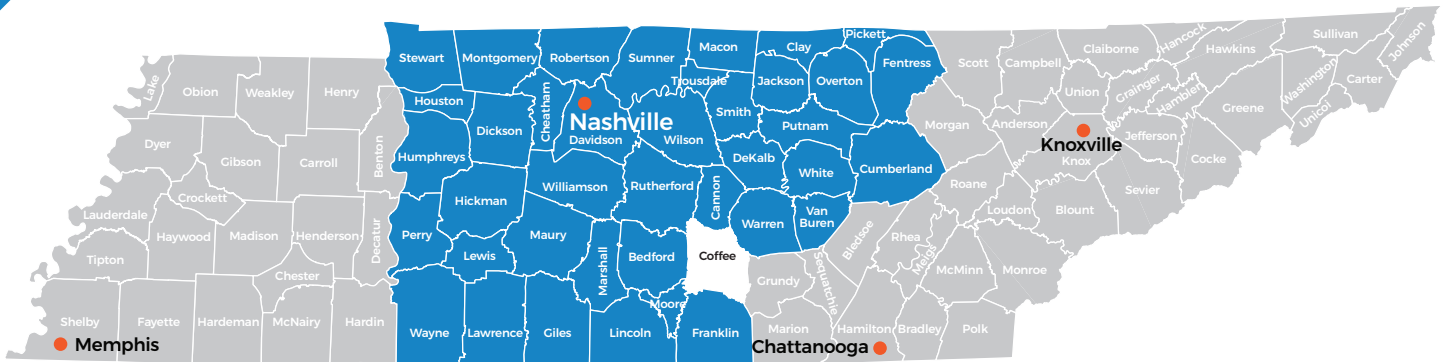 Stewart
Montgomery
Robertson
Sumner
Macon
Clay
Pickett
Fentress
Scott
Campbell
Claiborne
Hancock
Hawkins
Sullivan
Johnson
Lake
Obion
Weakley
Henry
Houston
Dickson
Cheatham
Nashville
Davidson
Trousdale
Wilson
Smith
Jackson
Overton
Putnam
Morgan
Anderson
Union
Grainger
Hamblen
Greene
Washington
Unicoi
Carter
Dyer
Gibson
Carroll
Benton
Humphreys
Hickman
Williamson
Rutherford
Cannon
DeKalb
White
Cumberland
Roane
Knoxville
Knox
Jefferson
Cocke
Sevier
Blount
Loudon
Lauderdale
Crockett
Haywood
Madison
Henderson
Decatur
Perry
Lewis
Maury
Marshall
Bedford
Coffee
Warren
Van
Buren
Bledsoe
Rhea
Meigs
McMinn
Monroe
Tipton
Chester
Grundy
Sequatchie
Shelby
Fayette
Hardeman
McNairy
Hardin
Wayne
Lawrence
Giles
Lincoln
Moore
Franklin
Marion
Hamilton
Bradley
Polk
Memphis
Chattanooga